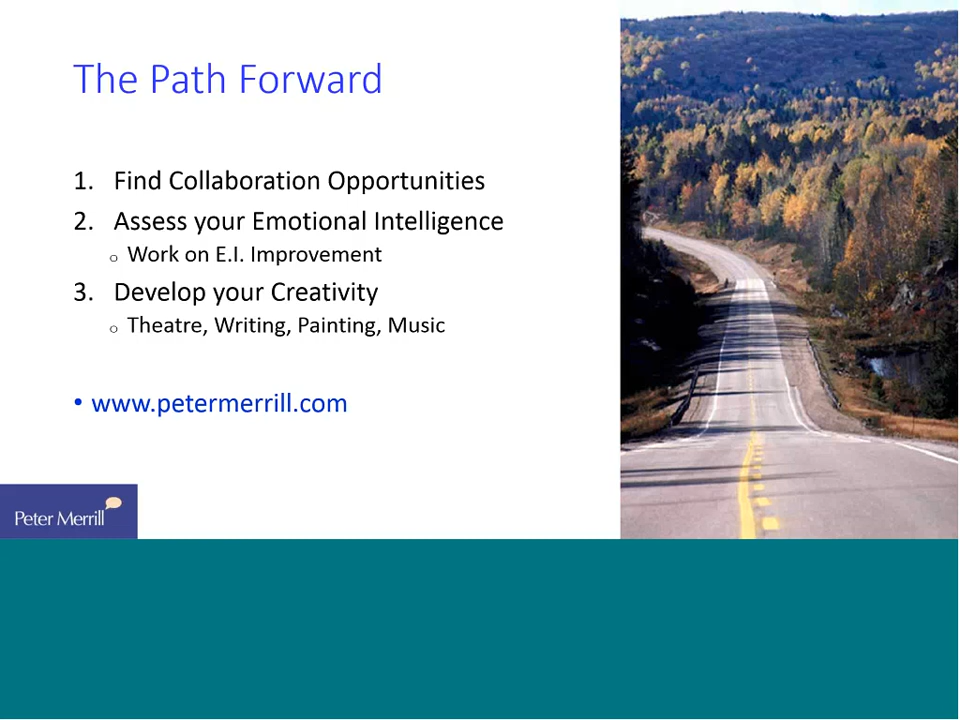 The Path Forward
1. Find Collaboration Opportunities
2. Assess your Emotional Intelligence
o Work on E.I. Improvement
3. Develop your Creativity
o Theatre, Writing, Painting, Music
• www.petermerrill.com
Peter Merrill